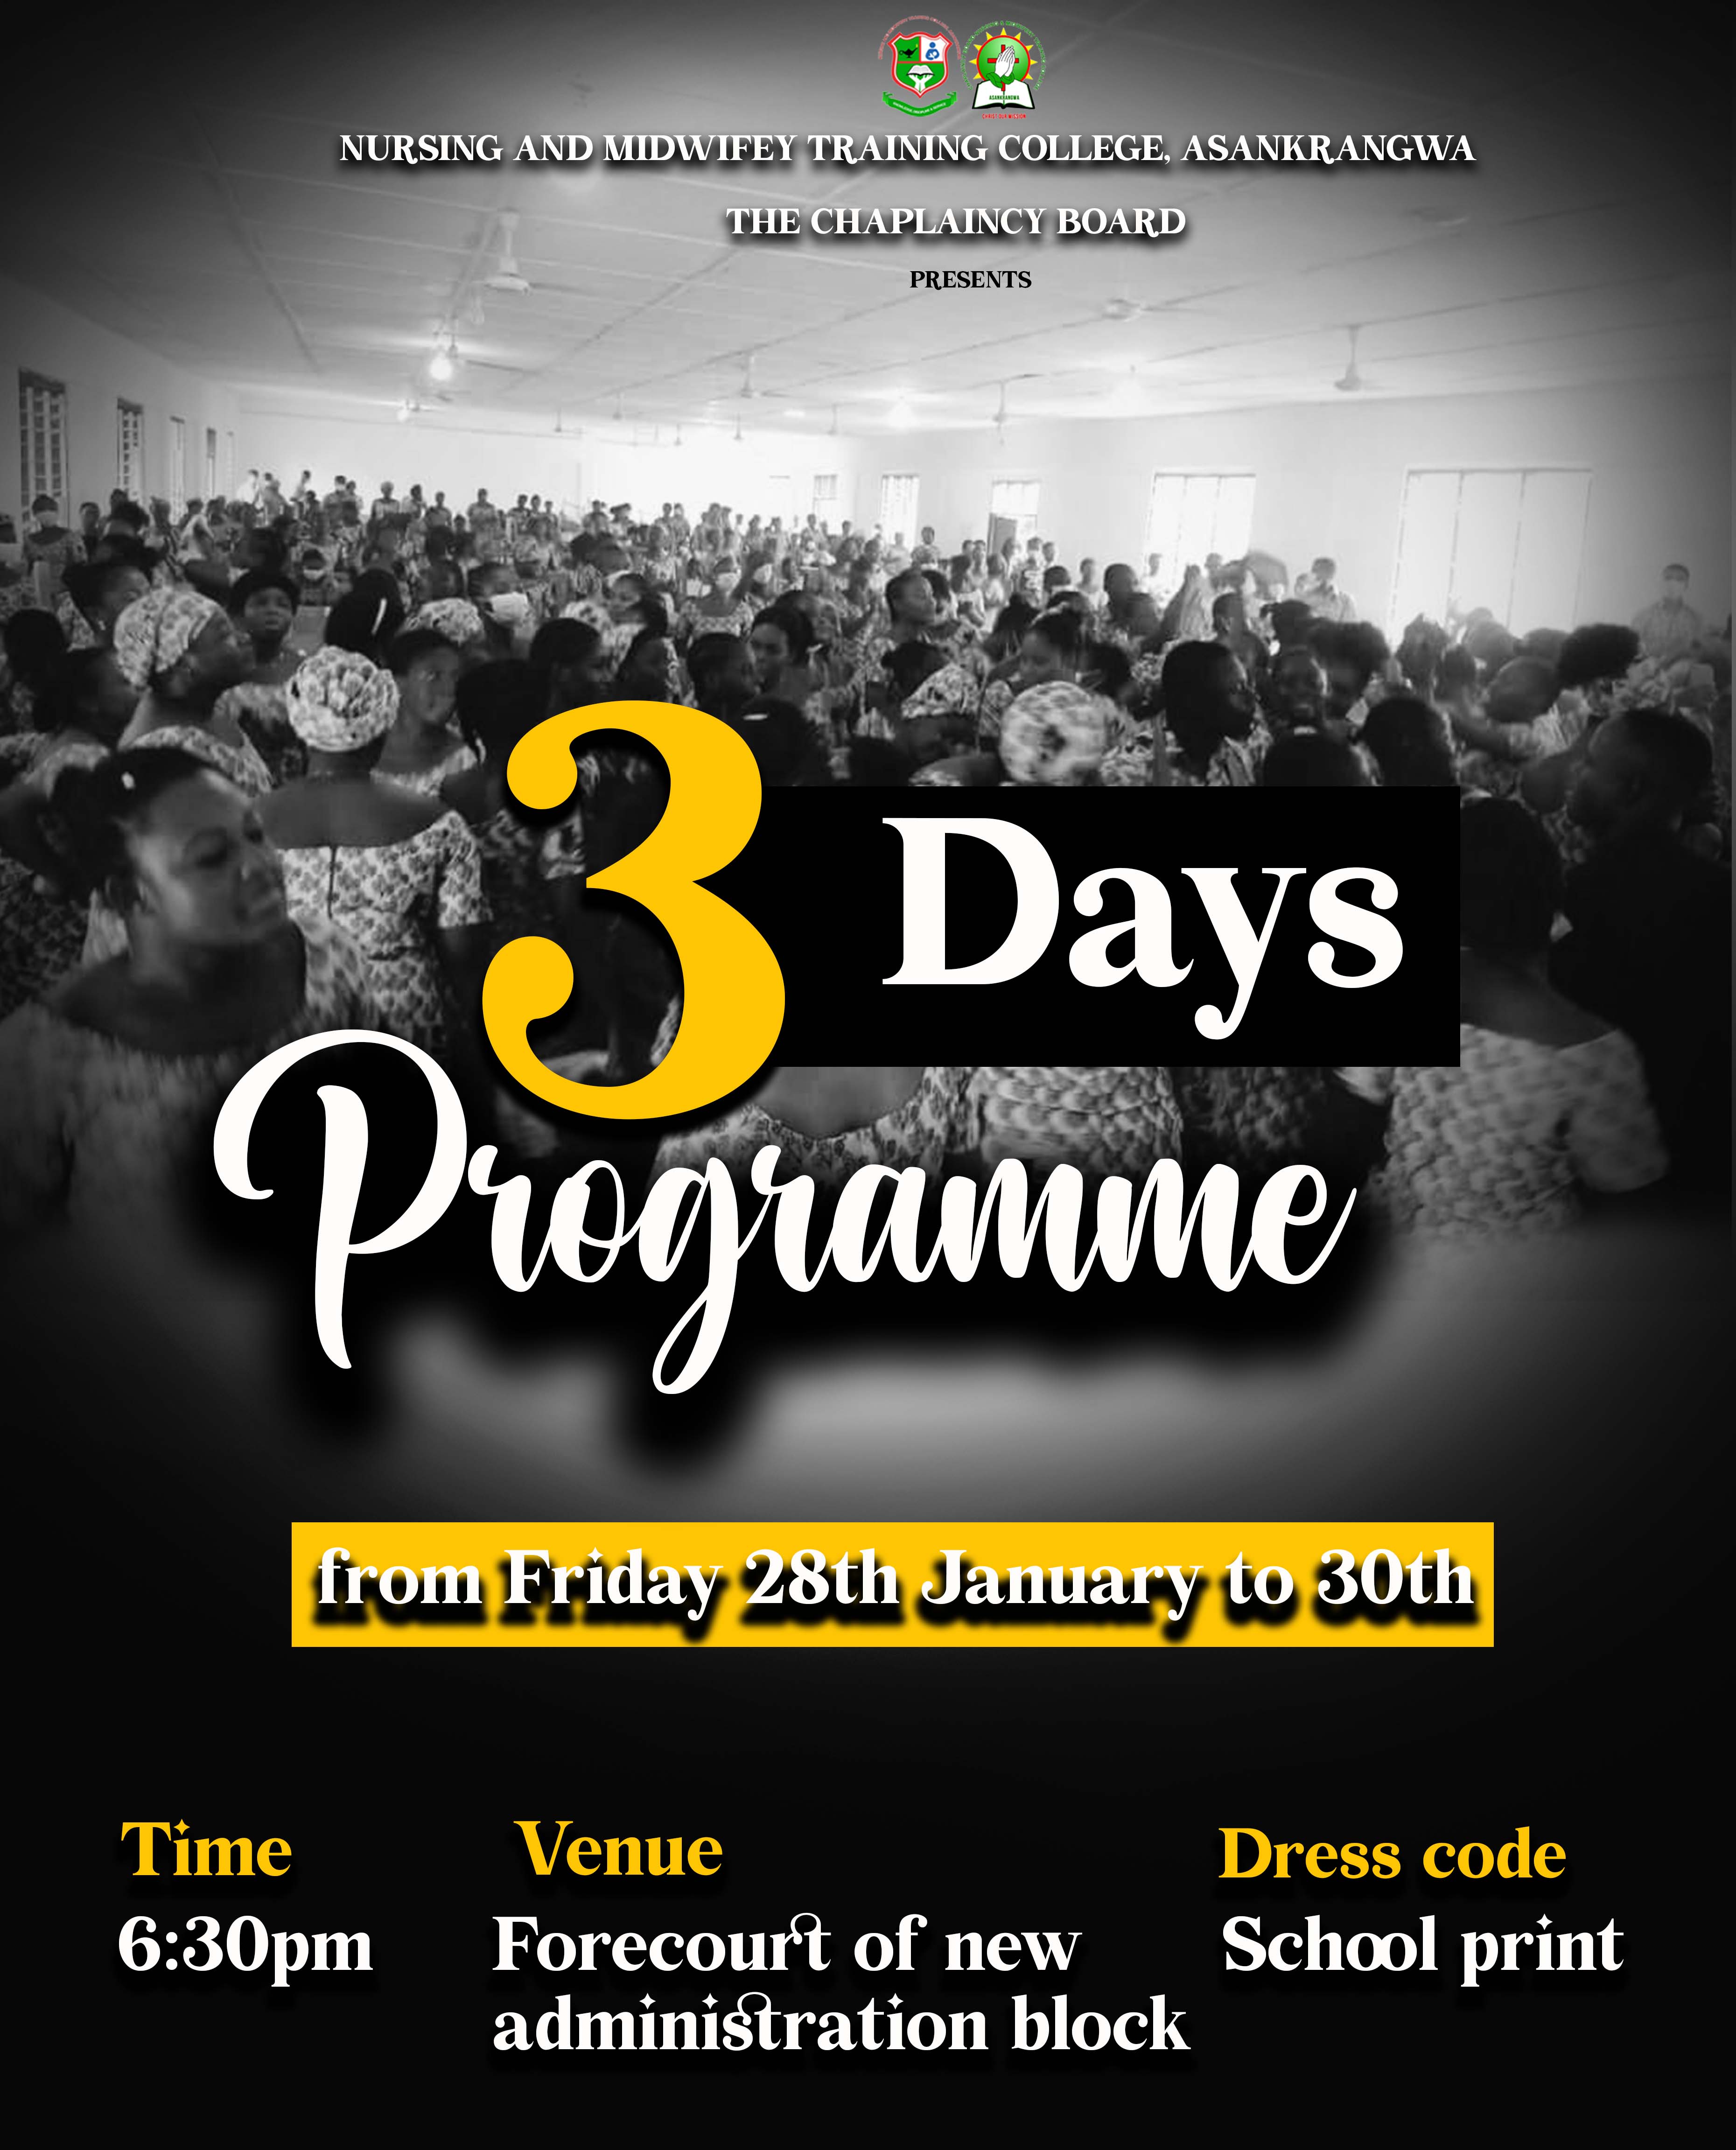 NURSING AND MIDWIFEY TRAINING COLLEGE, ASANKRANGWA
THE CHAPLAINCY BOARD
PRESENTS
3 Days
Programme
from Friday 28th January to 30th
Time
6:30pm
Venue
Forecourt of new
administration block
Dress code
School print